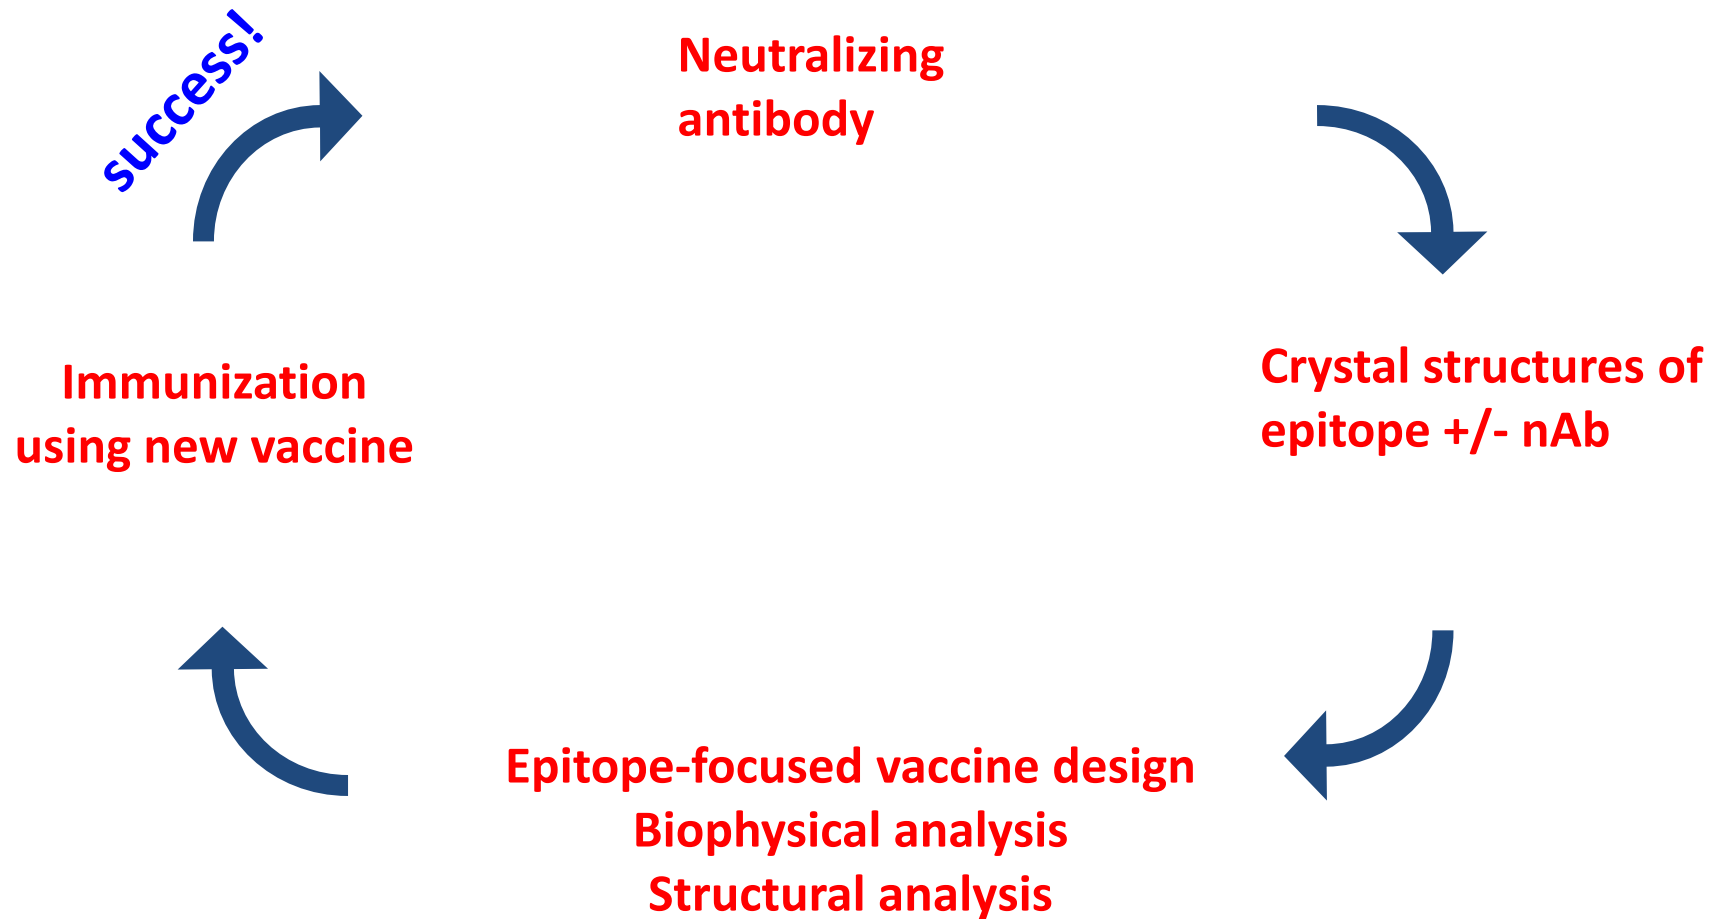 success!
Neutralizing
antibody
Crystal structures of
epitope +/- nAb
Epitope-focused vaccine design
Biophysical analysis
Structural analysis
Immunization
using new vaccine